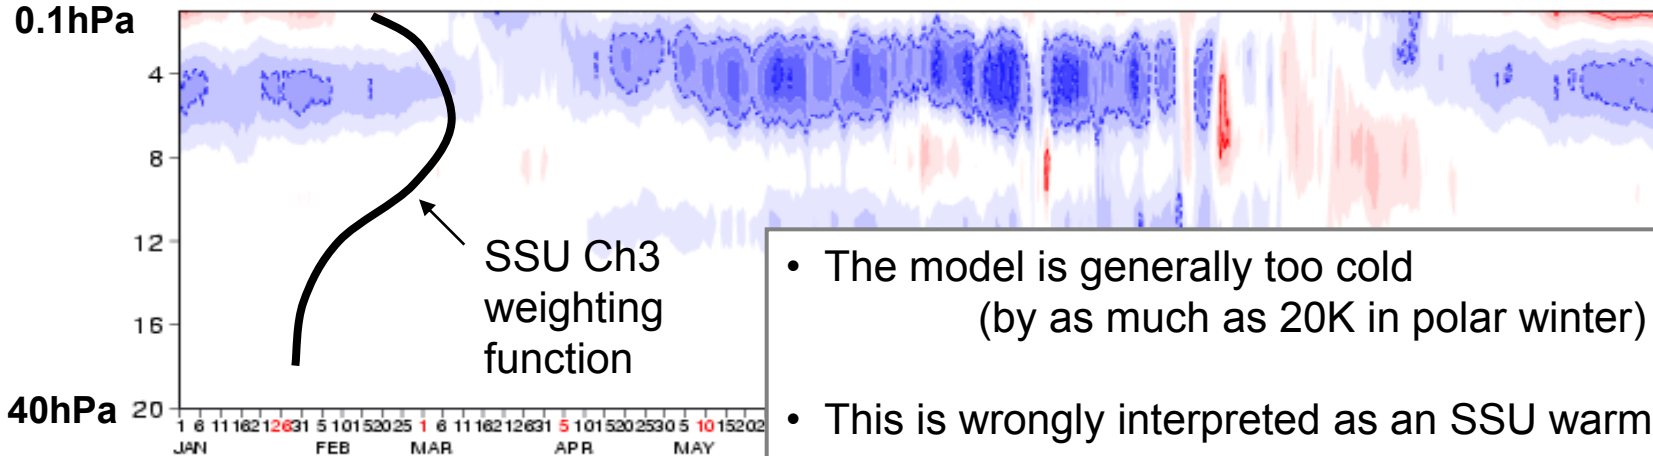 0.1hPa
4
8
12
16
40hPa 20
SSU Ch3
weighting
function
• The model is generally too cold
(by as much as 20K in polar winter)
• This is wrongly interpreted as an SSU warm
JAN FEB MAR APR MAY